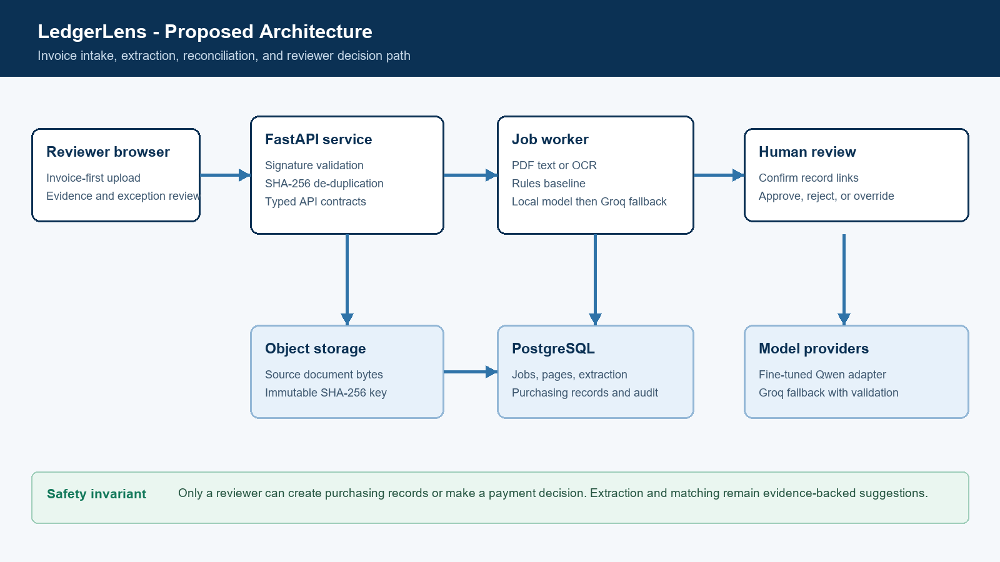 LedgerLens - Proposed Architecture
Invoice intake, extraction, reconciliation, and reviewer decision path
Reviewer browser
Invoice-first upload
Evidence and exception review
FastAPI service
Signature validation
SHA-256 de-duplication
Typed API contracts
Job worker
PDF text or OCR
Rules baseline
Local model then Groq fallback
Human review
Confirm record links
Approve, reject, or override
Object storage
Source document bytes
Immutable SHA-256 key
PostgreSQL
Jobs, pages, extraction
Purchasing records and audit
Model providers
Fine-tuned Qwen adapter
Groq fallback with validation
Safety invariant
Only a reviewer can create purchasing records or make a payment decision. Extraction and matching remain evidence-backed suggestions.